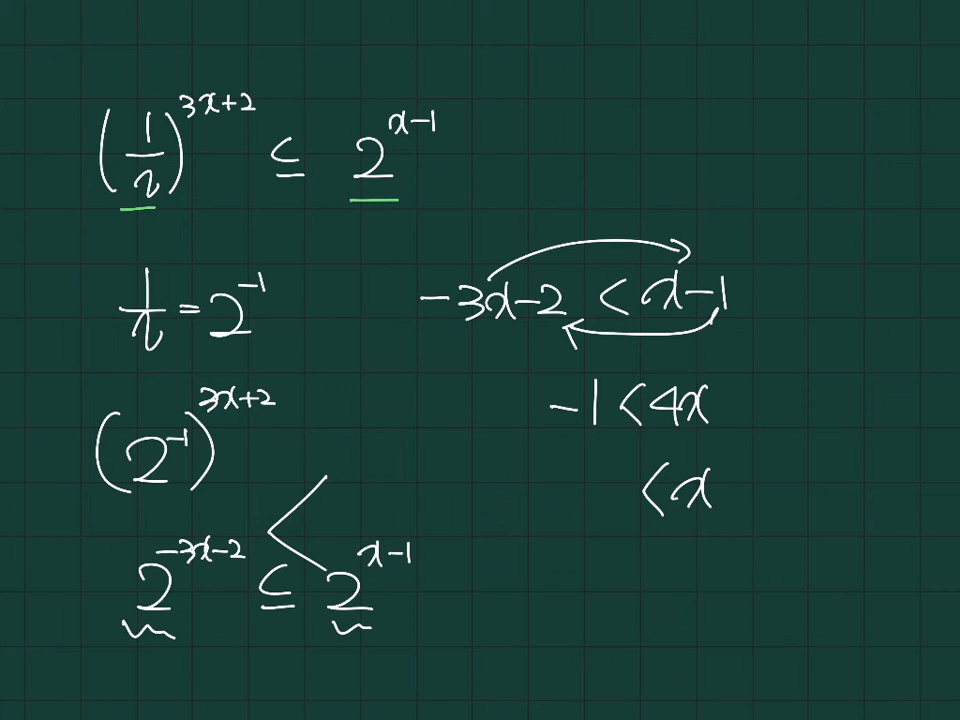 (1/2)^(3x+2) ≤ 2^(x-1)
1/2 = 2^(-1)
(2^(-1))^(3x+2)
2^(-3x-2) ≤ 2^(x-1)
<
-3x-2 < x-1
-1 < 4x
< x